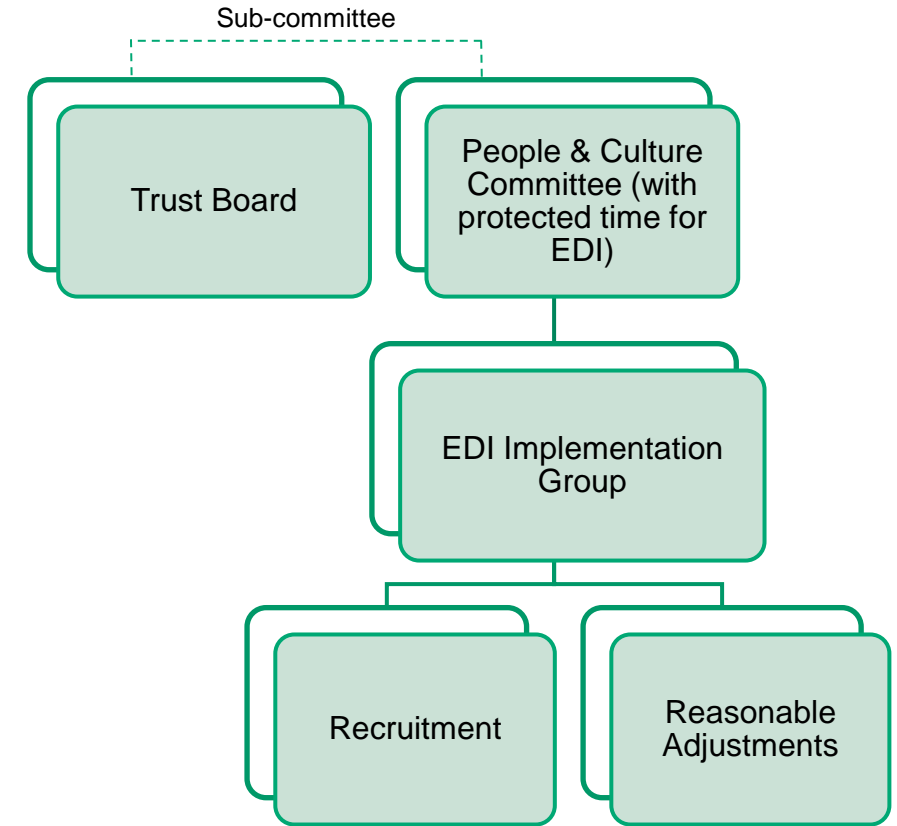 Sub-committee
Trust Board
People & Culture
Committee (with
protected time for
EDI)
EDI Implementation
Group
Recruitment
Reasonable
Adjustments